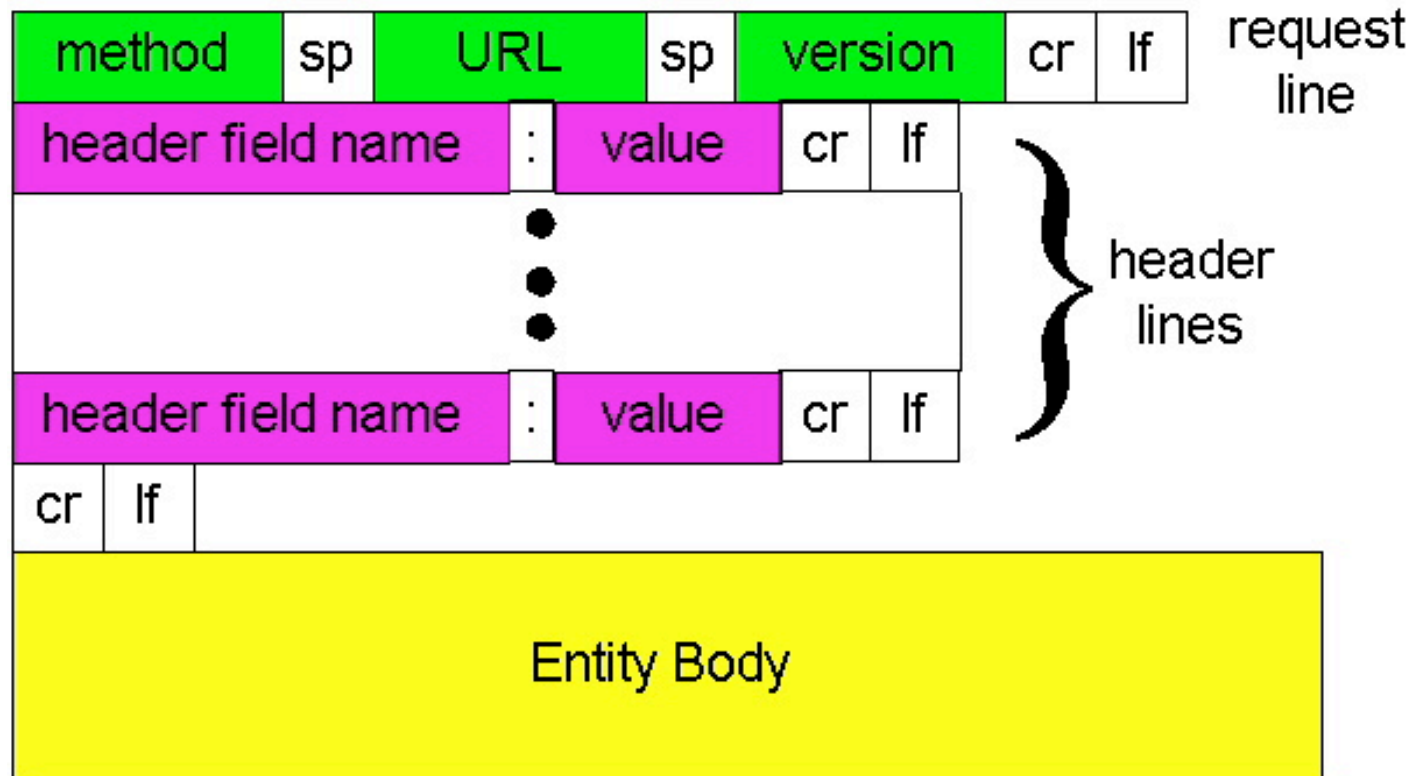 method sp URL sp version cr lf
request
line
header field name : value cr lf
header
lines
header field name : value cr lf
cr lf
Entity Body